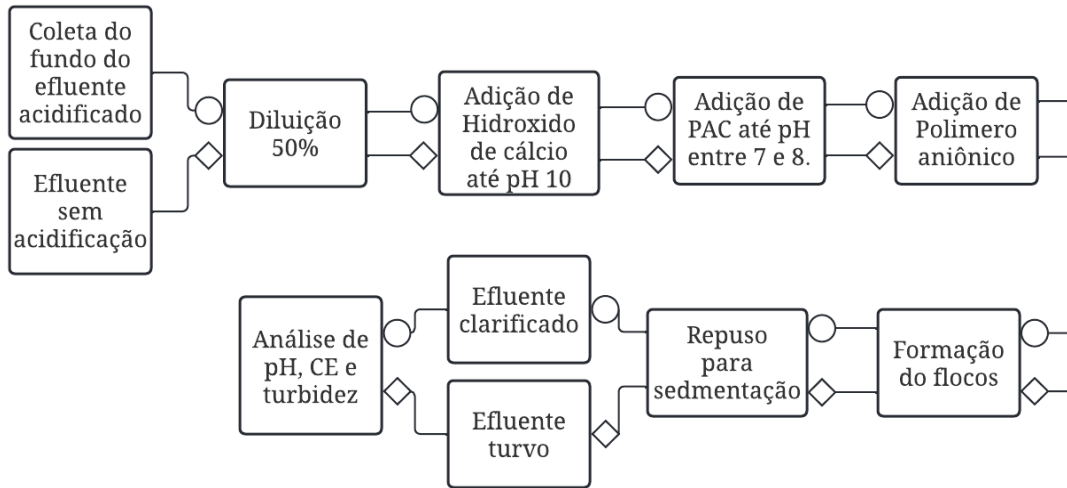 Coleta do
fundo do
efluente
acidificado
Efluente
sem
acidificação
Diluição
50%
Adição de
Hidroxido
de cálcio
até pH 10
Adição de
PAC até pH
entre 7 e 8.
Adição de
Polimero
aniônico
Formação
do flocos
Repuso
para
sedmentação
Efluente
clarificado
Efluente
turvo
Análise de
pH, CE e
turbidez